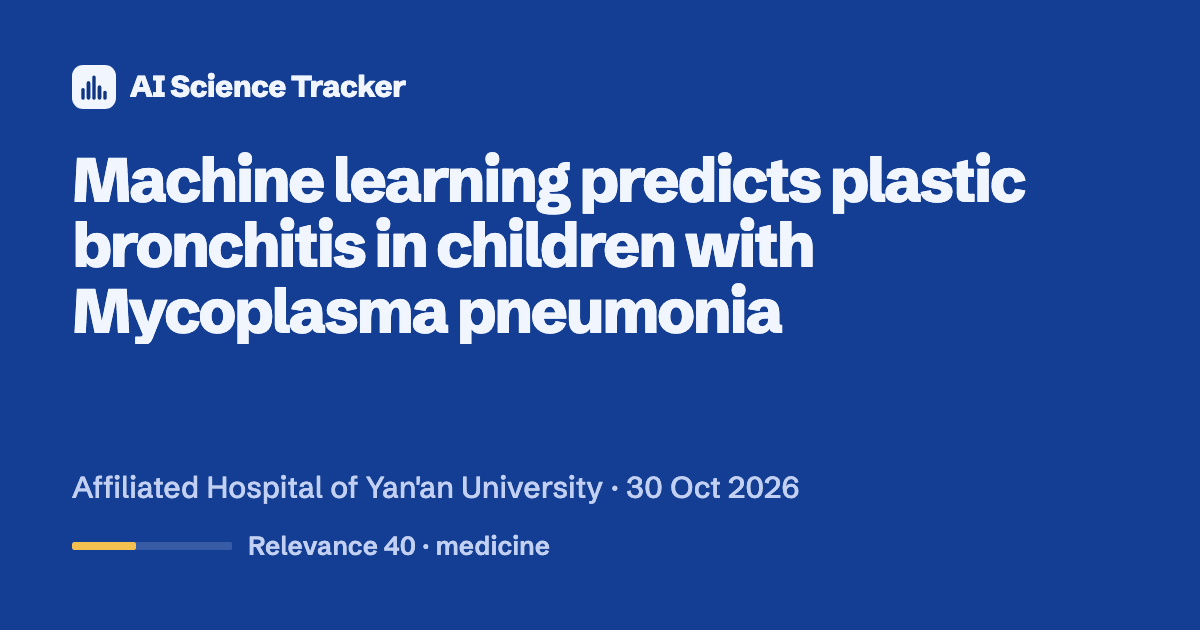 AI Science Tracker
Machine learning predicts plastic
bronchitis in children with
Mycoplasma pneumonia
Affiliated Hospital of Yan'an University · 30 Oct 2026
Relevance 40 · medicine